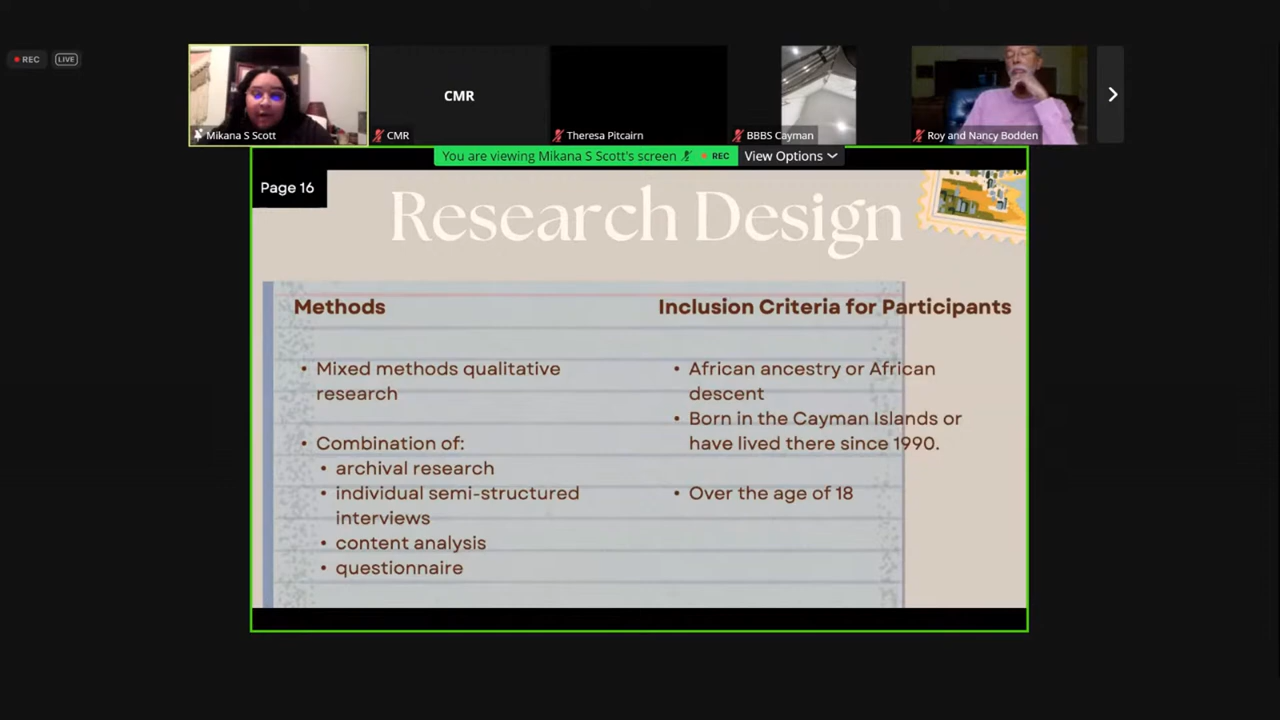 REC
LIVE
CMR
Mikana S Scott
CMR
Theresa Pitcairn
BBBS Cayman
Roy and Nancy Bodden
You are viewing Mikana S Scott's screen
REC
View Options
Page 16
Research Design
Methods
• Mixed methods qualitative
research
• Combination of:
• archival research
• individual semi-structured
interviews
• content analysis
• questionnaire
Inclusion Criteria for Participants
• African ancestry or African
descent
• Born in the Cayman Islands or
have lived there since 1990.
• Over the age of 18